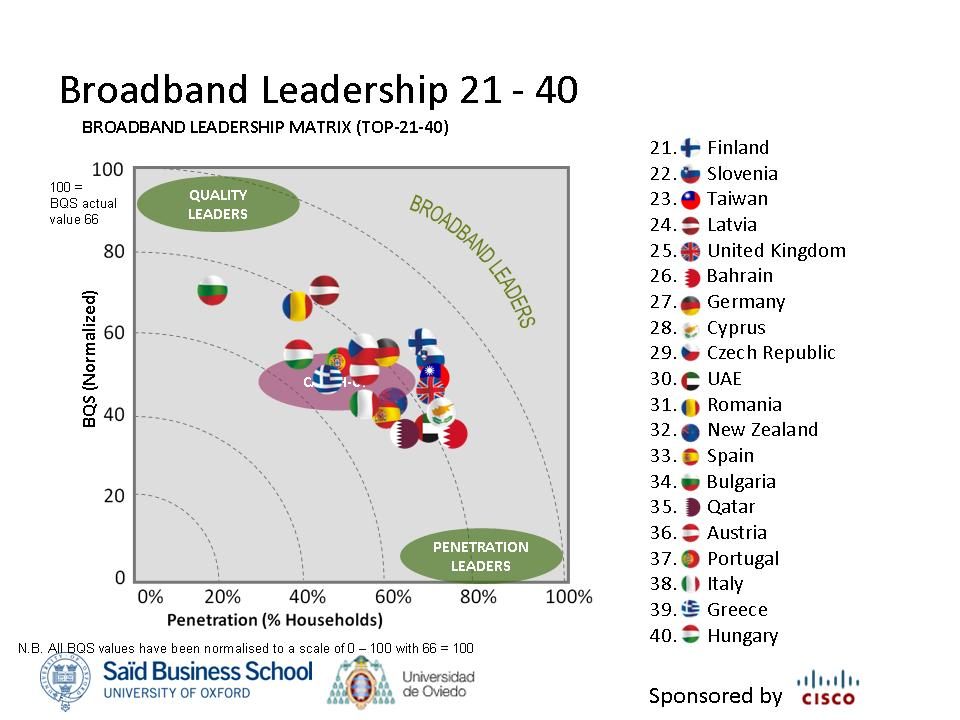 Broadband Leadership 21 - 40
BROADBAND LEADERSHIP MATRIX (TOP-21-40)
100 =
BQS actual
value 66
BQS (Normalized)
100
80
60
40
20
0
QUALITY
LEADERS
BROADBAND LEADERS
PENETRATION
LEADERS
0% 20% 40% 60% 80% 100%
Penetration (% Households)
N.B. All BQS values have been normalised to a scale of 0 – 100 with 66 = 100
21. Finland
22. Slovenia
23. Taiwan
24. Latvia
25. United Kingdom
26. Bahrain
27. Germany
28. Cyprus
29. Czech Republic
30. UAE
31. Romania
32. New Zealand
33. Spain
34. Bulgaria
35. Qatar
36. Austria
37. Portugal
38. Italy
39. Greece
40. Hungary
Saïd Business School
UNIVERSITY OF OXFORD
Universidad
de Oviedo
Sponsored by
CISCO